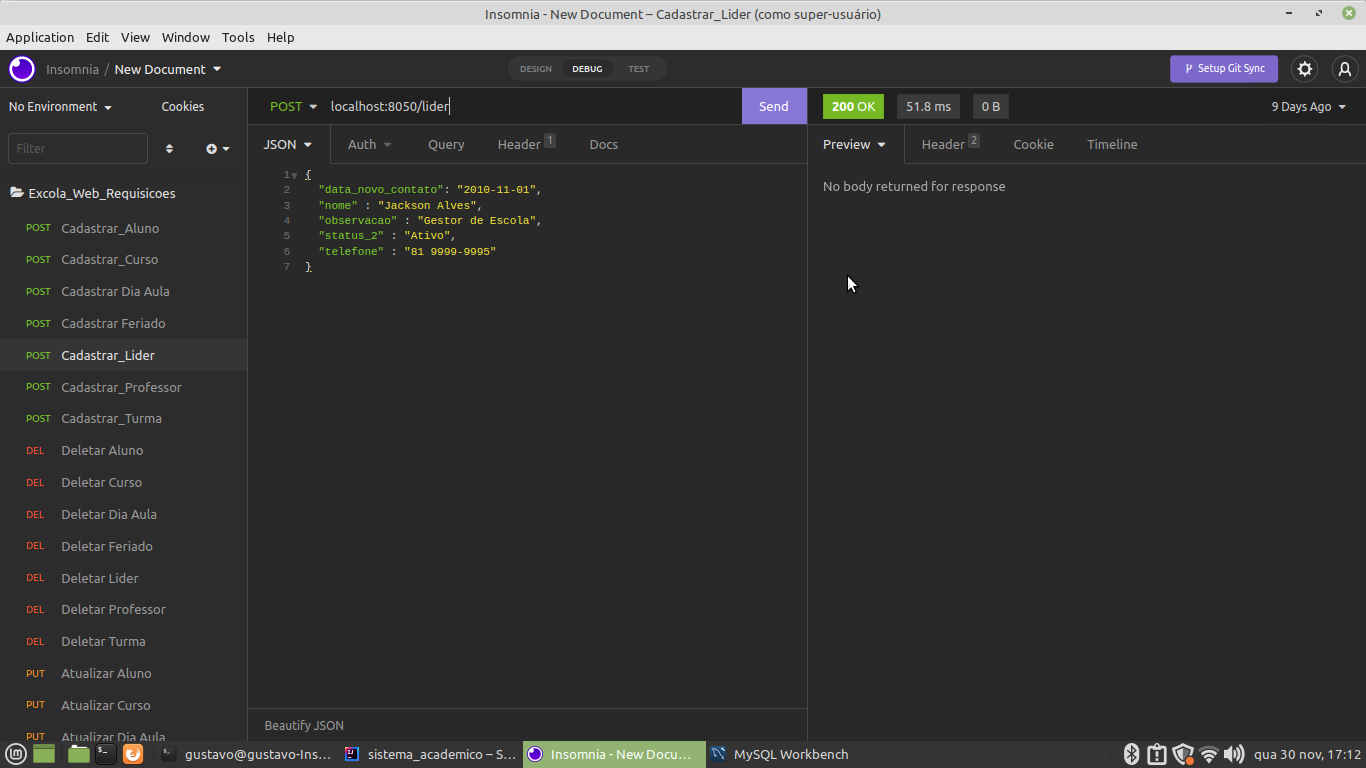 Insomnia - New Document – Cadastrar_Lider (como super-usuário)
Application Edit View Window Tools Help
Insomnia / New Document
DESIGN DEBUG TEST
Setup Git Sync
No Environment Cookies
POST localhost:8050/lider Send
200 OK 51.8 ms 0 B 9 Days Ago
Filter
JSON Auth Query Header 1 Docs
Preview Header 2 Cookie Timeline
Excola_Web_Requisicoes
POST Cadastrar_Aluno
POST Cadastrar_Curso
POST Cadastrar Dia Aula
POST Cadastrar Feriado
POST Cadastrar_Lider
POST Cadastrar_Professor
POST Cadastrar_Turma
DEL Deletar Aluno
DEL Deletar Curso
DEL Deletar Dia Aula
DEL Deletar Feriado
DEL Deletar Lider
DEL Deletar Professor
DEL Deletar Turma
PUT Atualizar Aluno
PUT Atualizar Curso
PUT Atualizar Dia Aula
1 {
2 "data_novo_contato": "2010-11-01",
3 "nome" : "Jackson Alves",
4 "observacao" : "Gestor de Escola",
5 "status_2" : "Ativo",
6 "telefone" : "81 9999-9995"
7 }
Beautify JSON
No body returned for response
gustavo@gustavo-Ins... sistema_academico – S... Insomnia - New Docu... MySQL Workbench
qua 30 nov, 17:12